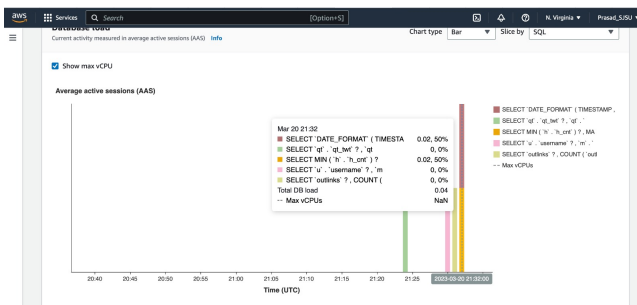 aws
Services
Search
[Option+S]
N. Virginia
Prasad_SJSU
Database load
Current activity measured in average active sessions (AAS)
Info
Chart type
Bar
Slice by
SQL
Show max vCPU
Average active sessions (AAS)
Mar 20 21:32
SELECT `DATE_FORMAT` ( TIMESTA 0.02, 50%
SELECT `qt` . `qt_twt` ? , `qt 0, 0%
SELECT MIN ( `h` . `h_cnt` ) ? 0.02, 50%
SELECT `u` . `username` ? , `m 0, 0%
SELECT `outlinks` ? , COUNT ( 0, 0%
Total DB load 0.04
-- Max vCPUs NaN
SELECT `DATE_FORMAT` ( TIMESTAMP ,
SELECT `qt` . `qt_twt` ? , `qt` . `
SELECT MIN ( `h` . `h_cnt` ) ? , MA
SELECT `u` . `username` ? , `m` . `
SELECT `outlinks` ? , COUNT ( `outl
-- Max vCPUs
20:40 20:45 20:50 20:55 21:00 21:05 21:10 21:15 21:20 21:25 2023-03-20 21:32:00
Time (UTC)